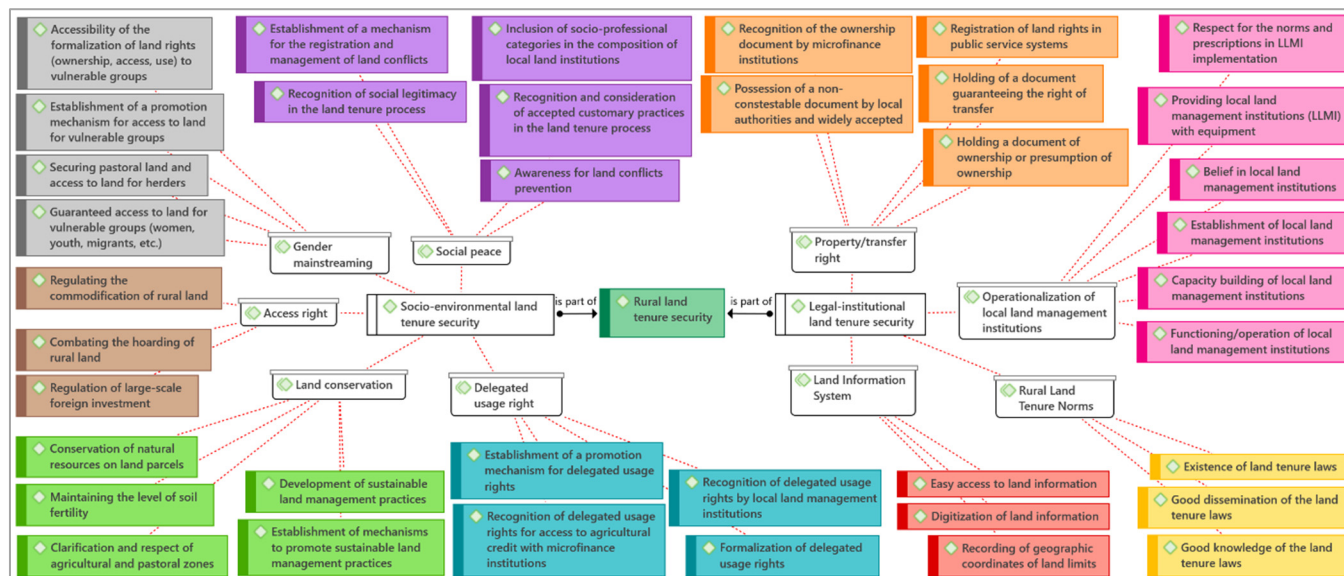 Accessibility of the
formalization of land rights
(ownership, access, use) to
vulnerable groups
Establishment of a promotion
mechanism for access to land
for vulnerable groups
Securing pastoral land and
access to land for herders
Guaranteed access to land for
vulnerable groups (women,
youth, migrants, etc.)
Establishment of a mechanism
for the registration and
management of land conflicts
Recognition of social legitimacy
in the land tenure process
Inclusion of socio-professional
categories in the composition of
local land institutions
Recognition and consideration
of accepted customary practices
in the land tenure process
Awareness for land conflicts
prevention
Recognition of the ownership
document by microfinance
institutions
Possession of a non-
constestable document by local
authorities and widely accepted
Registration of land rights in
public service systems
Holding of a document
guaranteeing the right of
transfer
Holding a document of
ownership or presumption of
ownership
Respect for the norms and
prescriptions in LLMI
implementation
Providing local land
management institutions (LLMI)
with equipment
Belief in local land
management institutions
Establishment of local land
management institutions
Capacity building of local land
management institutions
Functioning/operation of local
land management institutions
Gender
mainstreaming
Social peace
Property/transfer
right
Operationalization of
local land management
institutions
Regulating the
commodification of rural land
Combating the hoarding of
rural land
Regulation of large-scale
foreign investment
Access right
Socio-environmental land
tenure security
is part of
Rural land
tenure security
is part of
Legal-institutional
land tenure security
Land conservation
Delegated
usage right
Land Information
System
Rural Land
Tenure Norms
Conservation of natural
resources on land parcels
Maintaining the level of soil
fertility
Clarification and respect of
agricultural and pastoral zones
Development of sustainable
land management practices
Establishment of mechanisms
to promote sustainable land
management practices
Establishment of a promotion
mechanism for delegated usage
rights
Recognition of delegated usage
rights for access to agricultural
credit with microfinance
institutions
Recognition of delegated usage
rights by local land management
institutions
Formalization of delegated
usage rights
Easy access to land information
Digitization of land information
Recording of geographic
coordinates of land limits
Existence of land tenure laws
Good dissemination of the land
tenure laws
Good knowledge of the land
tenure laws